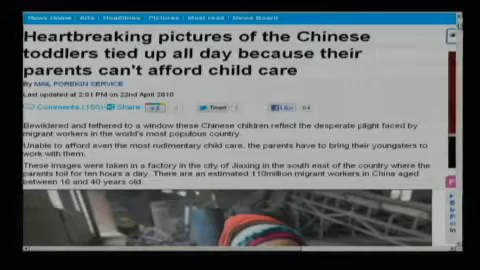 News Home | Arts | Headlines | Pictures | Most read | News Board
Heartbreaking pictures of the Chinese
toddlers tied up all day because their
parents can't afford child care
By MAIL FOREIGN SERVICE
Last updated at 2:01 PM on 22nd April 2010
Comments (155) Share Tweet Like 64
Bewildered and tethered to a window these Chinese children reflect the desperate plight faced by
migrant workers in the world's most populous country.
Unable to afford even the most rudimentary child care, the parents have to bring their youngsters to
work with them.
These images were taken in a factory in the city of Jiaxing in the south east of the country where the
parents toil for ten hours a day. There are an estimated 110million migrant workers in China aged
between 16 and 40 years old.